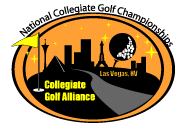 National Collegiate Golf Championships
Las Vegas, NV
Collegiate
Golf Alliance